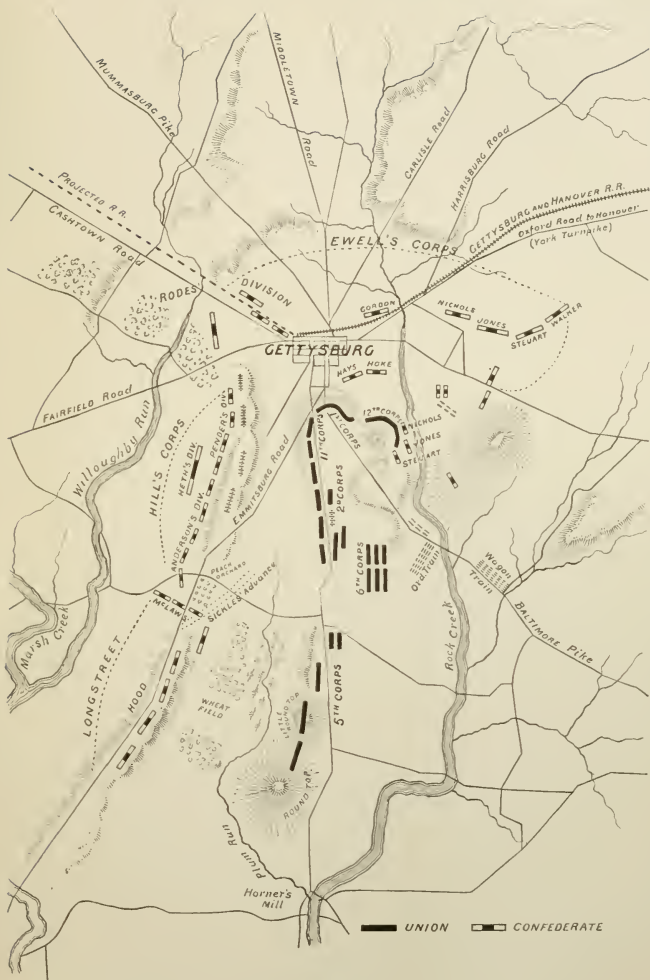 MUMMASBURG Pike
MIDDLETOWN Road
CARLISLE Road
HARRISBURG Road
PROJECTED R.R.
CASHTOWN Road
GETTYSBURG AND HANOVER R.R.
Oxford Road to Hanover
(York Turnpike)
EWELL'S CORPS
RODES
DIVISION
GORDON
NICHOLS
JONES
STEUART
WALKER
GETTYSBURG
HAYS
HOKE
FAIRFIELD Road
Willoughby Run
HILL'S CORPS
PENDER'S DIV.
HETH'S DIV.
ANDERSON'S DIV.
EMMITSBURG ROAD
11TH CORPS
1ST CORPS
12TH CORPS
NICHOLS
JONES
STEUART
2D CORPS
6TH CORPS
Ord. Train
Wagon
Train
BALTIMORE Pike
PEACH
ORCHARD
SICKLES Advance
McLAWS
Marsh Creek
LONGSTREET
HOOD
WHEAT
FIELD
5TH CORPS
LITTLE
ROUND TOP
ROUND TOP
Rock Creek
Plum Run
Horner's
Mill
UNION
CONFEDERATE